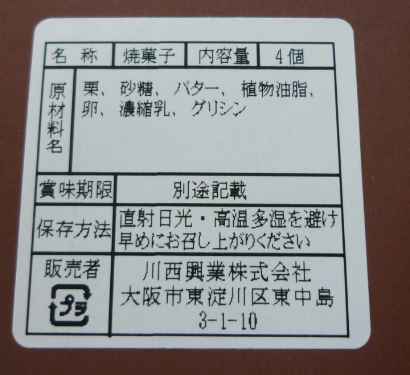 名称 焼菓子 内容量 4個
原材料名 栗、砂糖、バター、植物油脂、
卵、濃縮乳、グリシン
賞味期限 別途記載
保存方法 直射日光・高温多湿を避け
早めにお召し上がりください
販売者 川西興業株式会社
大阪市東淀川区東中島
3-1-10
プラ